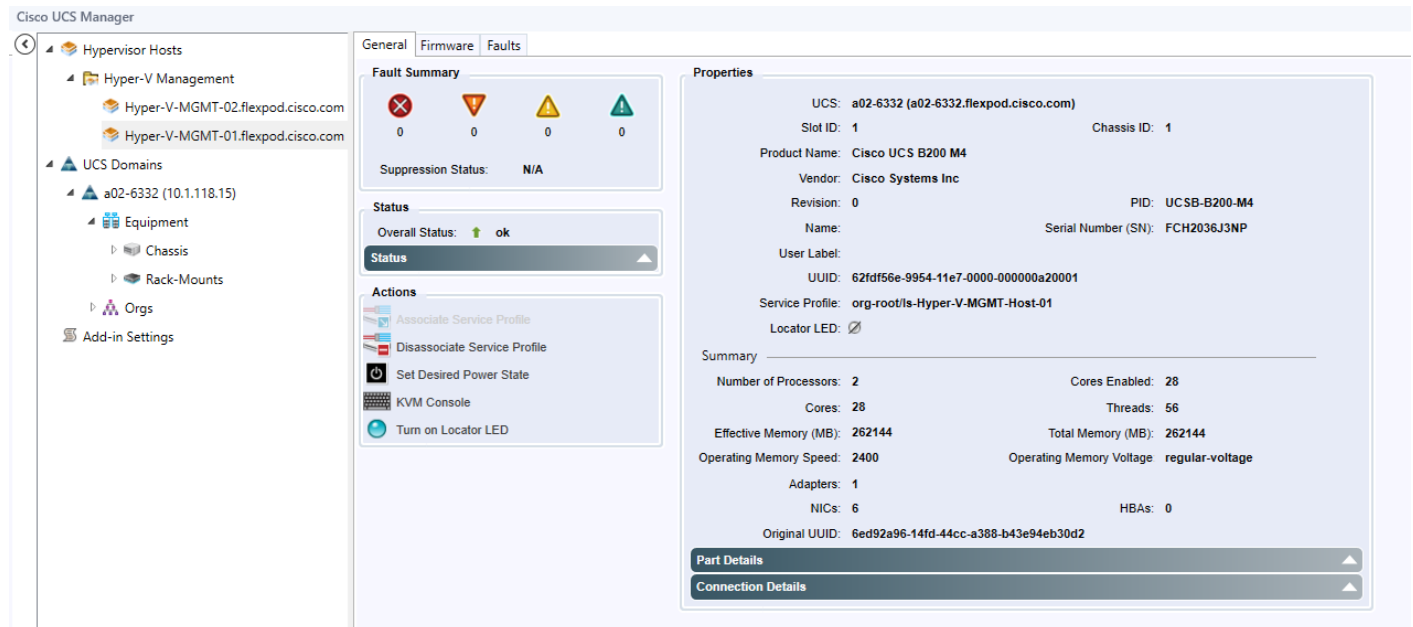 Cisco UCS Manager
Hypervisor Hosts
Hyper-V Management
Hyper-V-MGMT-02.flexpod.cisco.com
Hyper-V-MGMT-01.flexpod.cisco.com
UCS Domains
a02-6332 (10.1.118.15)
Equipment
Chassis
Rack-Mounts
Orgs
Add-in Settings
General Firmware Faults
Fault Summary
0 0 0 0
Suppression Status: N/A
Status
Overall Status: ok
Status
Actions
Associate Service Profile
Disassociate Service Profile
Set Desired Power State
KVM Console
Turn on Locator LED
Properties
UCS: a02-6332 (a02-6332.flexpod.cisco.com)
Slot ID: 1 Chassis ID: 1
Product Name: Cisco UCS B200 M4
Vendor: Cisco Systems Inc
Revision: 0 PID: UCSB-B200-M4
Name: Serial Number (SN): FCH2036J3NP
User Label:
UUID: 62fdf56e-9954-11e7-0000-000000a20001
Service Profile: org-root/ls-Hyper-V-MGMT-Host-01
Locator LED:
Summary
Number of Processors: 2 Cores Enabled: 28
Cores: 28 Threads: 56
Effective Memory (MB): 262144 Total Memory (MB): 262144
Operating Memory Speed: 2400 Operating Memory Voltage regular-voltage
Adapters: 1
NICs: 6 HBAs: 0
Original UUID: 6ed92a96-14fd-44cc-a388-b43e94eb30d2
Part Details
Connection Details